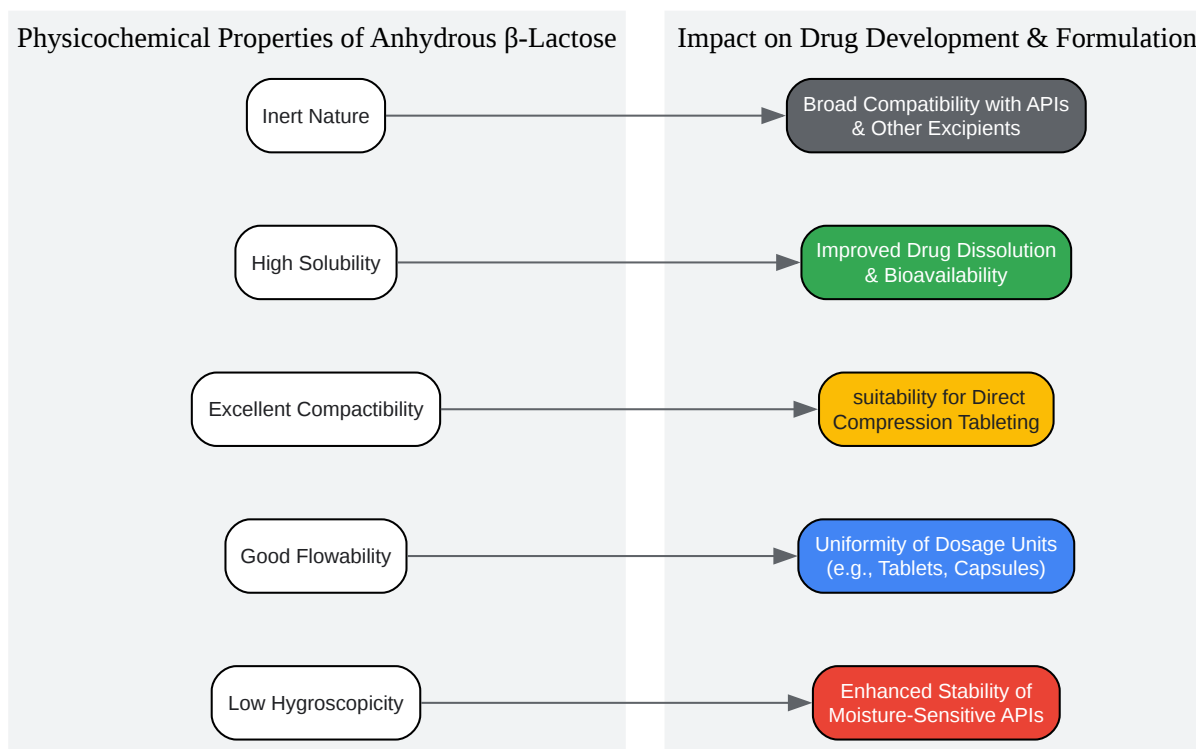 Physicochemical Properties of Anhydrous β-Lactose
Impact on Drug Development & Formulation
Inert Nature
Broad Compatibility with APIs
& Other Excipients
High Solubility
Improved Drug Dissolution
& Bioavailability
Excellent Compactibility
suitability for Direct
Compression Tableting
Good Flowability
Uniformity of Dosage Units
(e.g., Tablets, Capsules)
Low Hygroscopicity
Enhanced Stability of
Moisture-Sensitive APIs